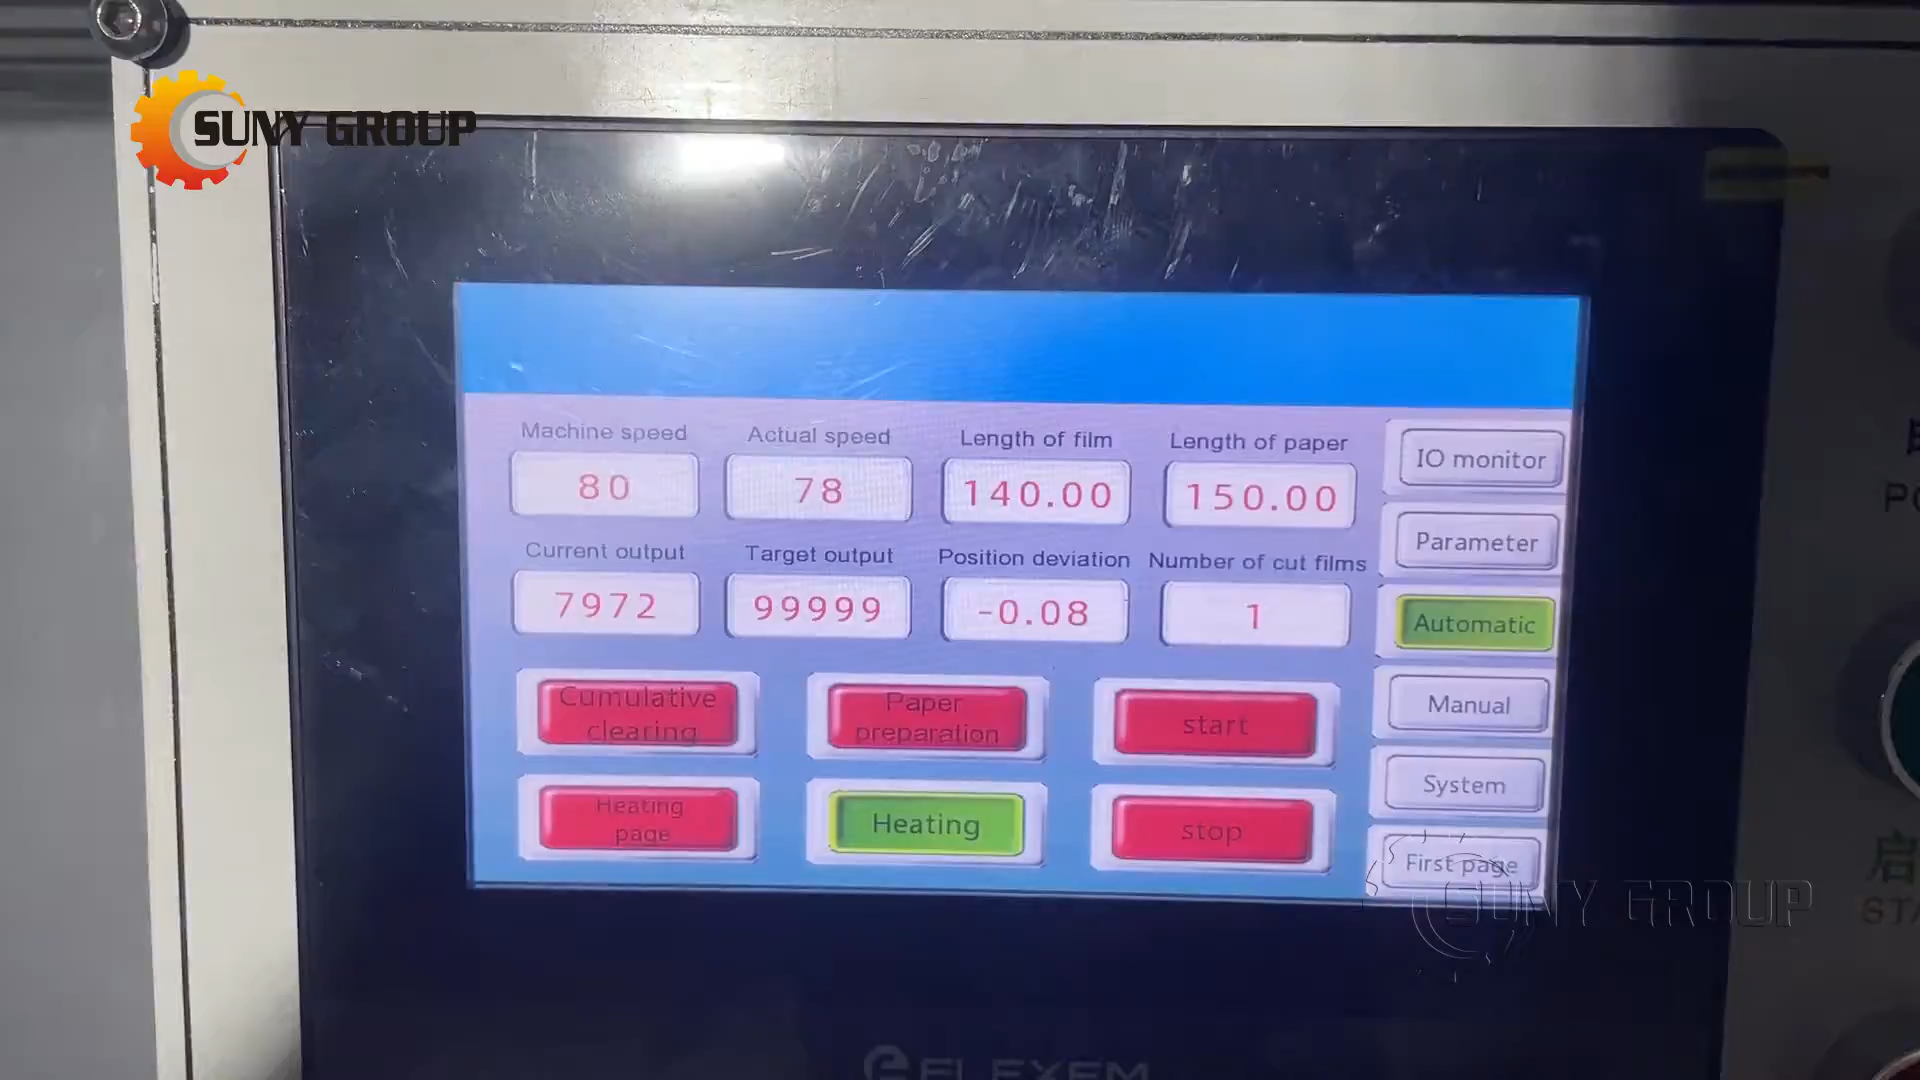 SUNY GROUP
Machine speed
Actual speed
Length of film
Length of paper
80
78
140.00
150.00
Current output
Target output
Position deviation
Number of cut films
7972
99999
-0.08
1
Cumulative
clearing
Paper
preparation
start
Heating
page
Heating
stop
IO monitor
Parameter
Automatic
Manual
System
First page
SUNY GROUP
启
STA
FLEXEM